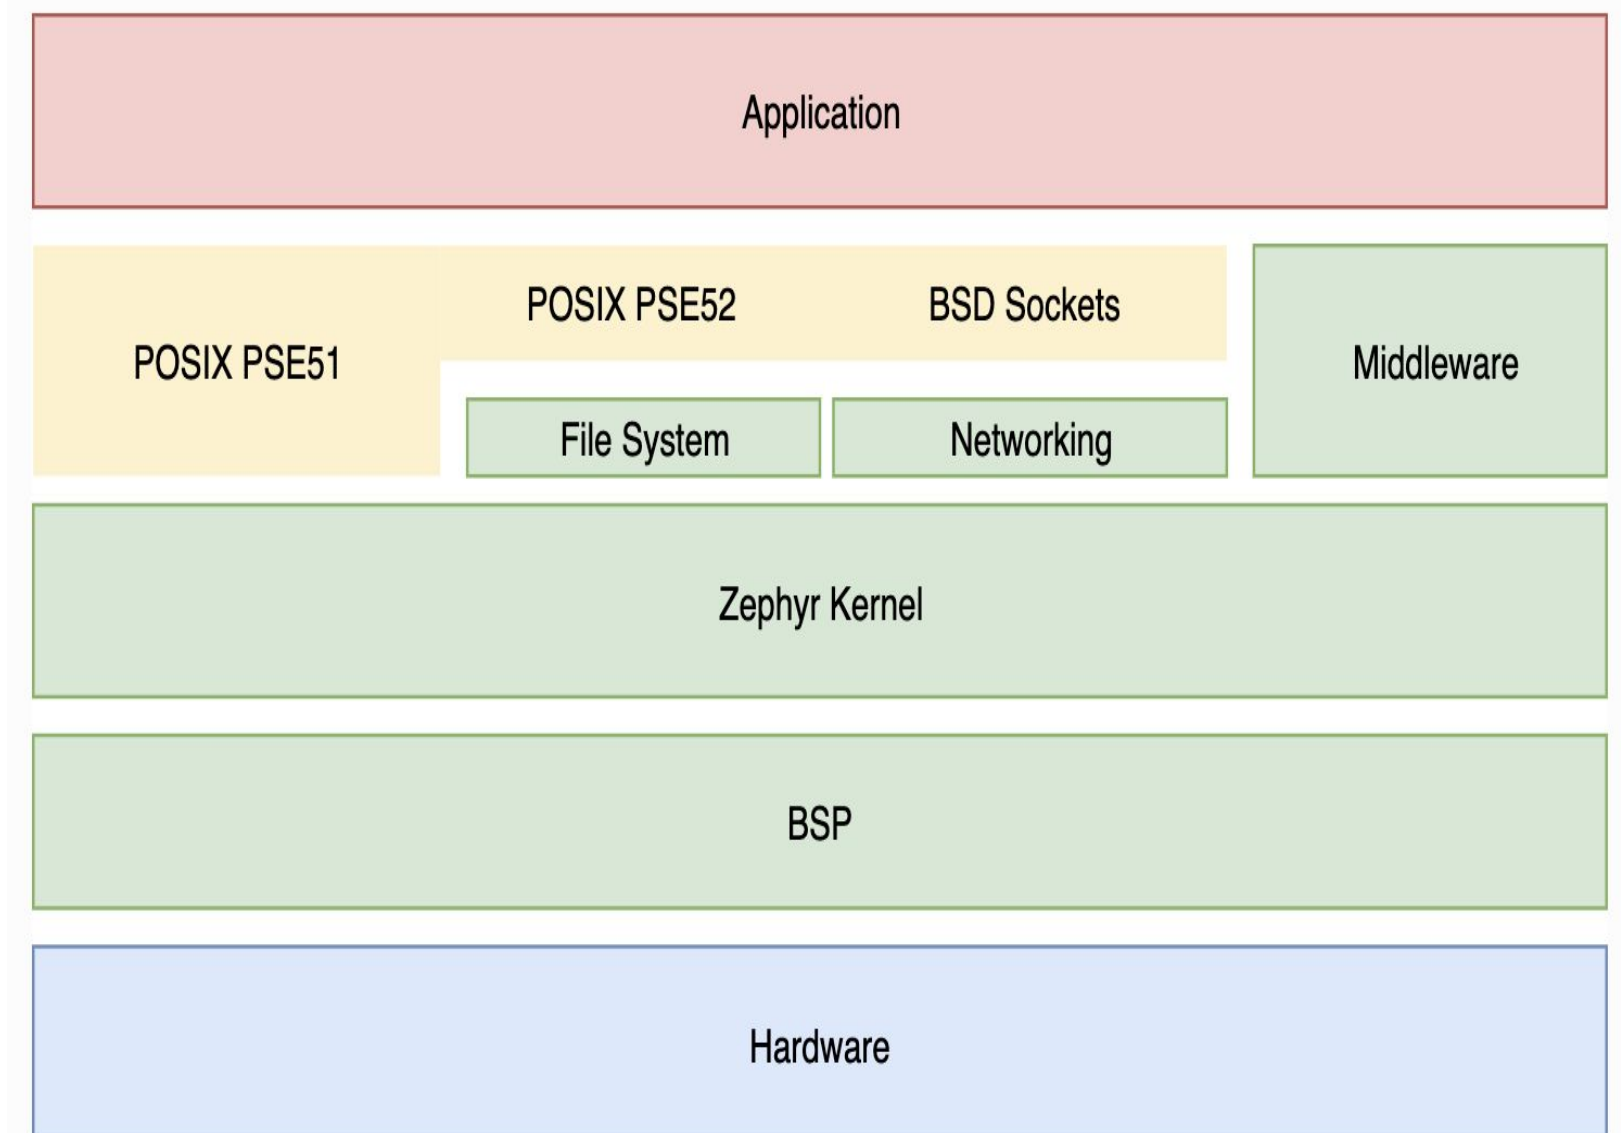 Application
POSIX PSE51
POSIX PSE52
BSD Sockets
Middleware
File System
Networking
Zephyr Kernel
BSP
Hardware